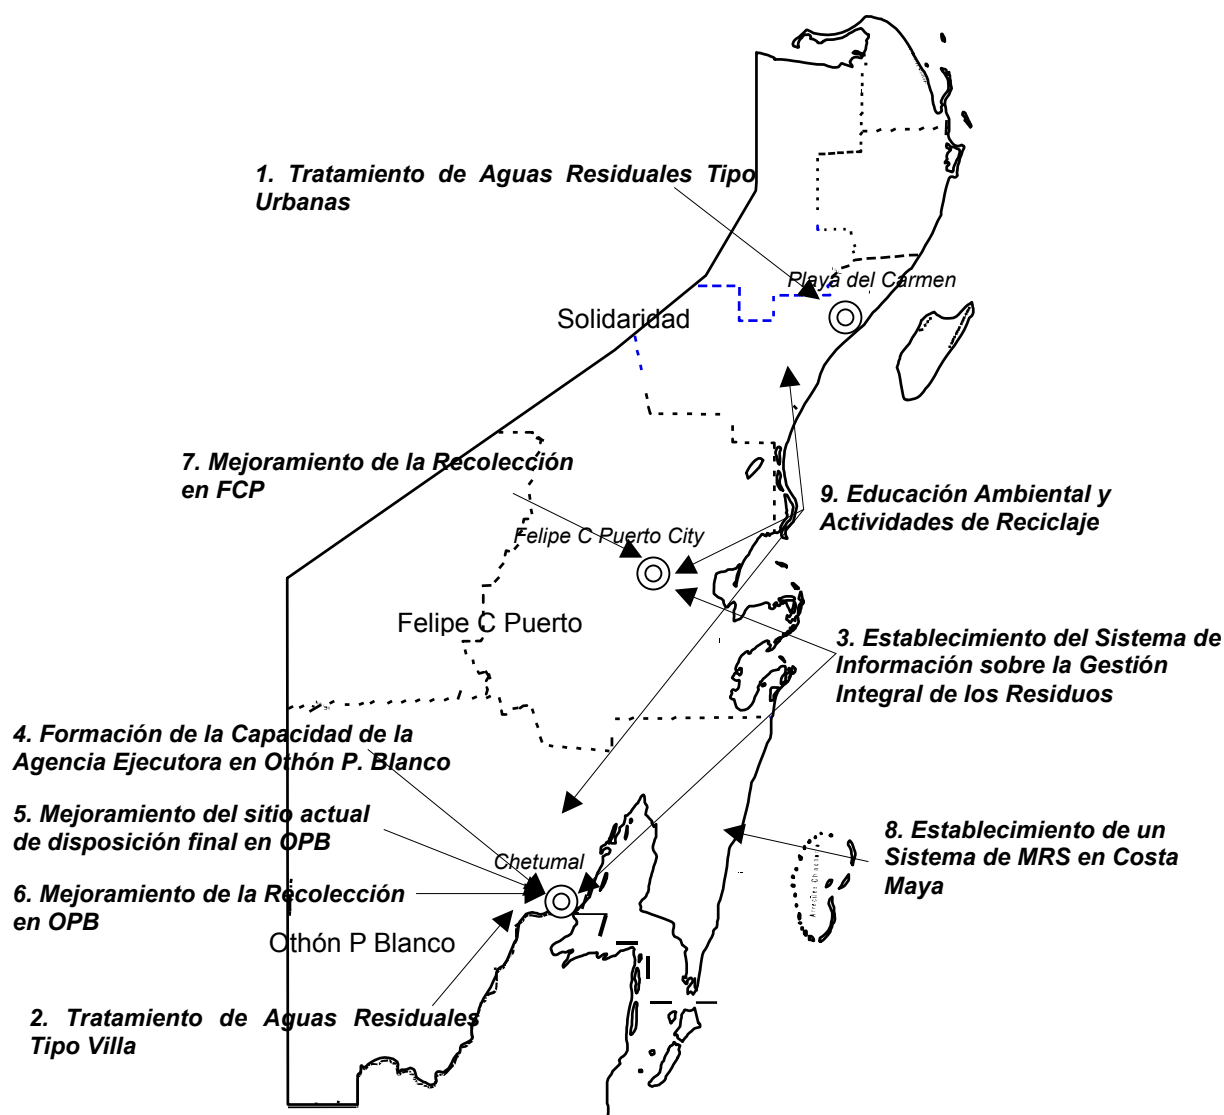 1. Tratamiento de Aguas Residuales Tipo
Urbanas
Playa del Carmen
Solidaridad
7. Mejoramiento de la Recolección
en FCP
9. Educación Ambiental y
Actividades de Reciclaje
Felipe C Puerto City
Felipe C Puerto
3. Establecimiento del Sistema de
Información sobre la Gestión
Integral de los Residuos
4. Formación de la Capacidad de la
Agencia Ejecutora en Othón P. Blanco
5. Mejoramiento del sitio actual
de disposición final en OPB
8. Establecimiento de un
Sistema de MRS en Costa
Maya
Chetumal
6. Mejoramiento de la Recolección
en OPB
Othón P Blanco
2. Tratamiento de Aguas Residuales
Tipo Villa